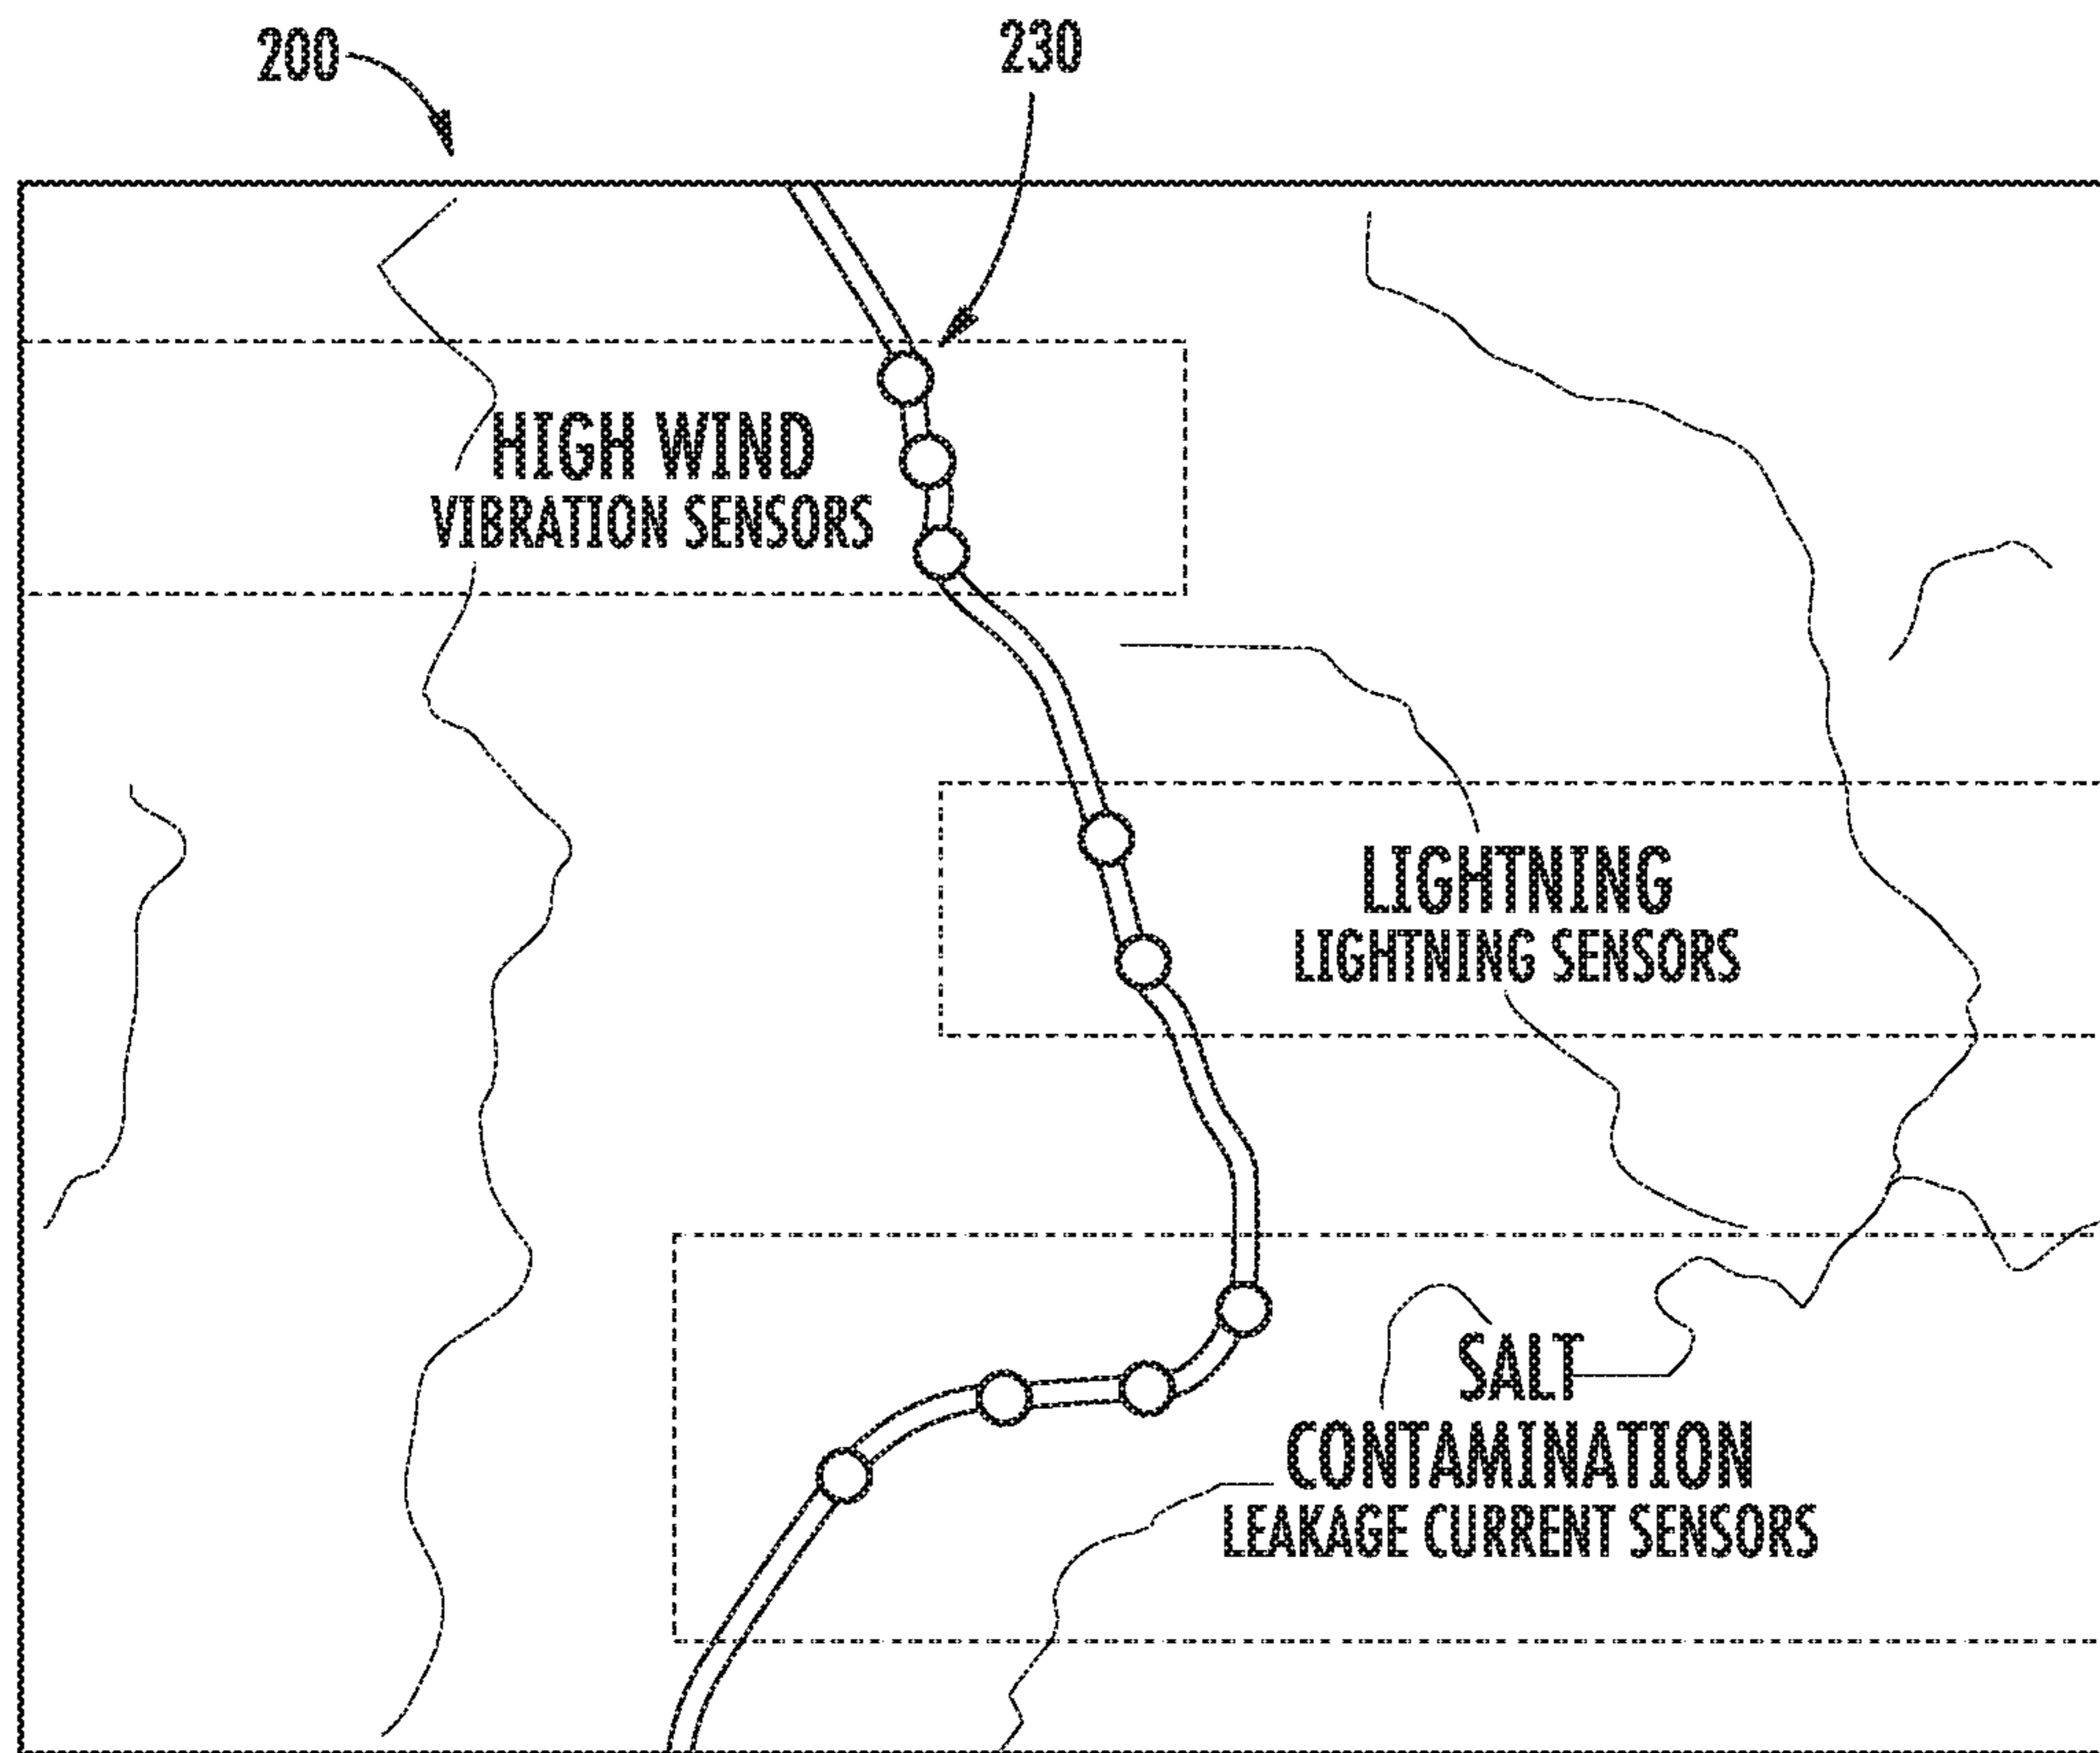 200
230
HIGH WIND
VIBRATION SENSORS
LIGHTNING
LIGHTNING SENSORS
SALT
CONTAMINATION
LEAKAGE CURRENT SENSORS